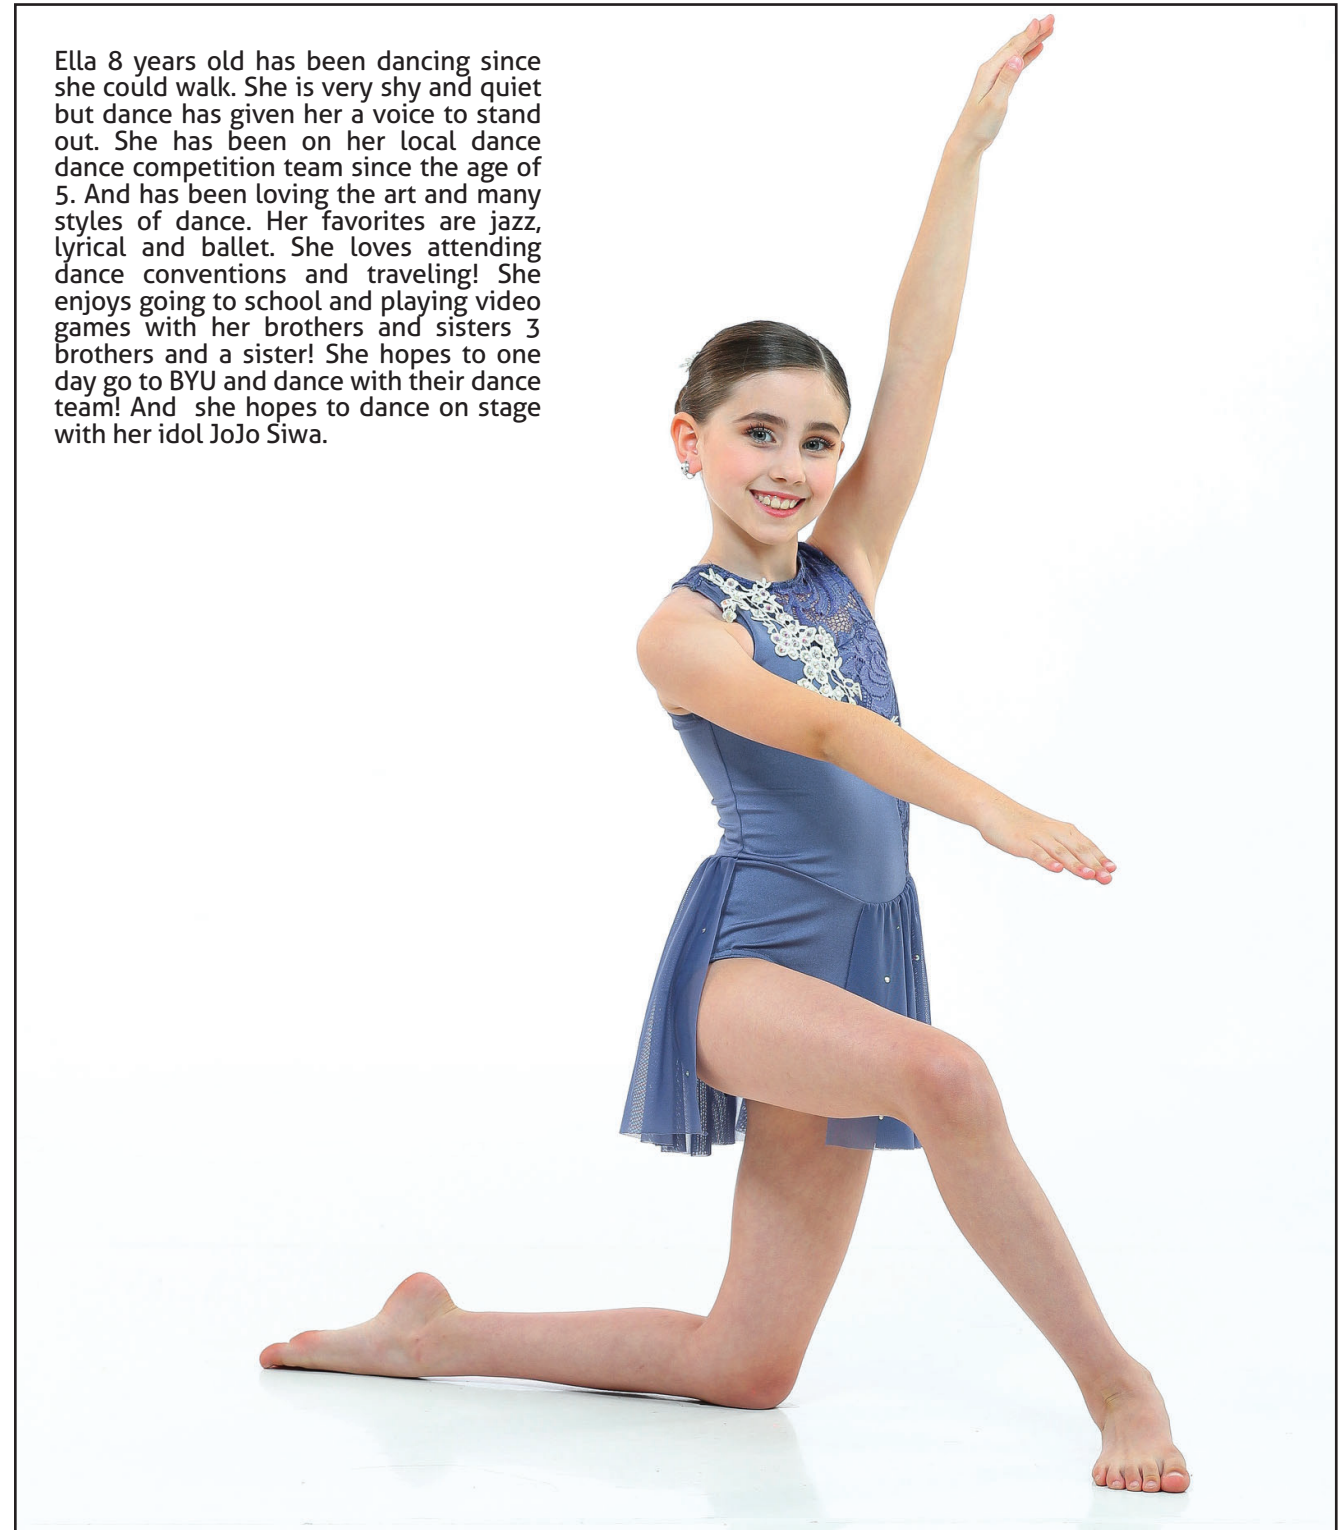 Ella 8 years old has been dancing since
she could walk. She is very shy and quiet
but dance has given her a voice to stand
out. She has been on her local dance
dance competition team since the age of
5. And has been loving the art and many
styles of dance. Her favorites are jazz,
lyrical and ballet. She loves attending
dance conventions and traveling! She
enjoys going to school and playing video
games with her brothers and sisters 3
brothers and a sister! She hopes to one
day go to BYU and dance with their dance
team! And  she hopes to dance on stage
with her idol JoJo Siwa.